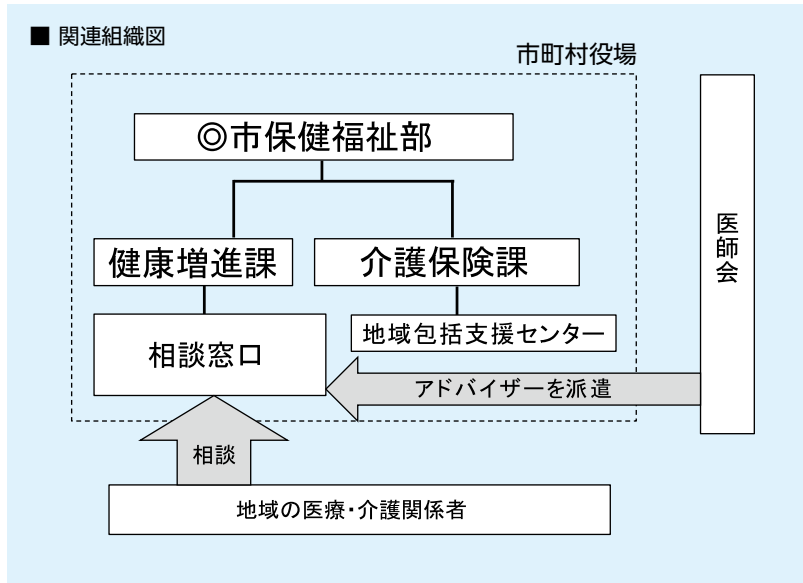 ■ 関連組織図
市町村役場
◎市保健福祉部
健康増進課
介護保険課
医師会
相談窓口
地域包括支援センター
アドバイザーを派遣
相談
地域の医療・介護関係者